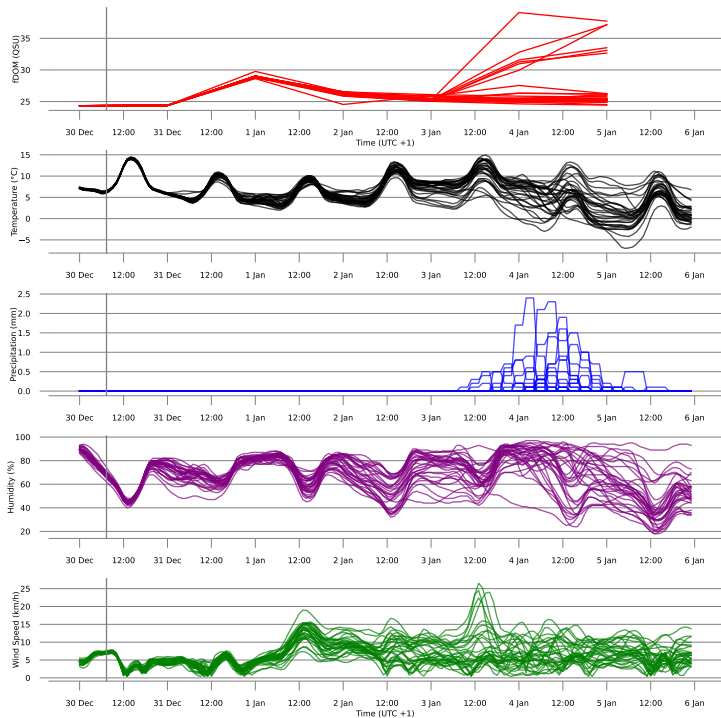 fDOM (QSU)
35
30
25
30 Dec 12:00 31 Dec 12:00 1 Jan 12:00 2 Jan 12:00 3 Jan 12:00 4 Jan 12:00 5 Jan 12:00 6 Jan
Time (UTC +1)
Temperature (°C)
15
10
5
0
−5
30 Dec 12:00 31 Dec 12:00 1 Jan 12:00 2 Jan 12:00 3 Jan 12:00 4 Jan 12:00 5 Jan 12:00 6 Jan
Precipitation (mm)
2.5
2.0
1.5
1.0
0.5
0.0
30 Dec 12:00 31 Dec 12:00 1 Jan 12:00 2 Jan 12:00 3 Jan 12:00 4 Jan 12:00 5 Jan 12:00 6 Jan
Humidity (%)
100
80
60
40
20
30 Dec 12:00 31 Dec 12:00 1 Jan 12:00 2 Jan 12:00 3 Jan 12:00 4 Jan 12:00 5 Jan 12:00 6 Jan
Wind Speed (km/h)
25
20
15
10
5
0
30 Dec 12:00 31 Dec 12:00 1 Jan 12:00 2 Jan 12:00 3 Jan 12:00 4 Jan 12:00 5 Jan 12:00 6 Jan
Time (UTC +1)